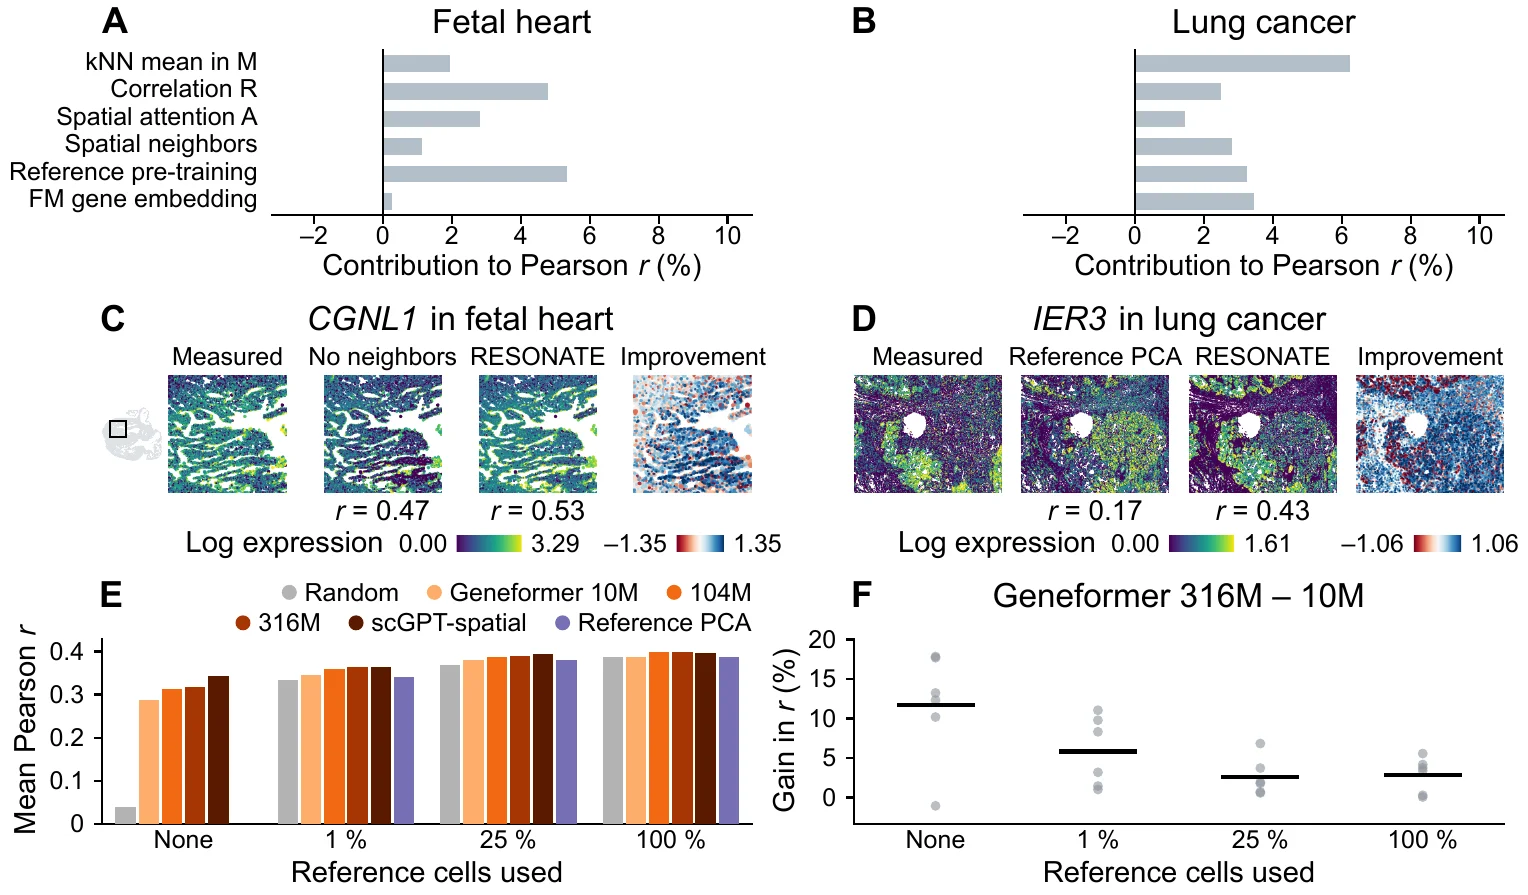 A Fetal heart
kNN mean in M
Correlation R
Spatial attention A
Spatial neighbors
Reference pre-training
FM gene embedding
–2 0 2 4 6 8 10
Contribution to Pearson r (%)
B Lung cancer
–2 0 2 4 6 8 10
Contribution to Pearson r (%)
C CGNL1 in fetal heart
Measured No neighbors RESONATE Improvement
r = 0.47 r = 0.53
Log expression 0.00 3.29 –1.35 1.35
D IER3 in lung cancer
Measured Reference PCA RESONATE Improvement
r = 0.17 r = 0.43
Log expression 0.00 1.61 –1.06 1.06
E Random Geneformer 10M 104M
316M scGPT-spatial Reference PCA
Mean Pearson r
0.4
0.3
0.2
0.1
0
None 1 % 25 % 100 %
Reference cells used
F Geneformer 316M – 10M
Gain in r (%)
20
15
10
5
0
None 1 % 25 % 100 %
Reference cells used